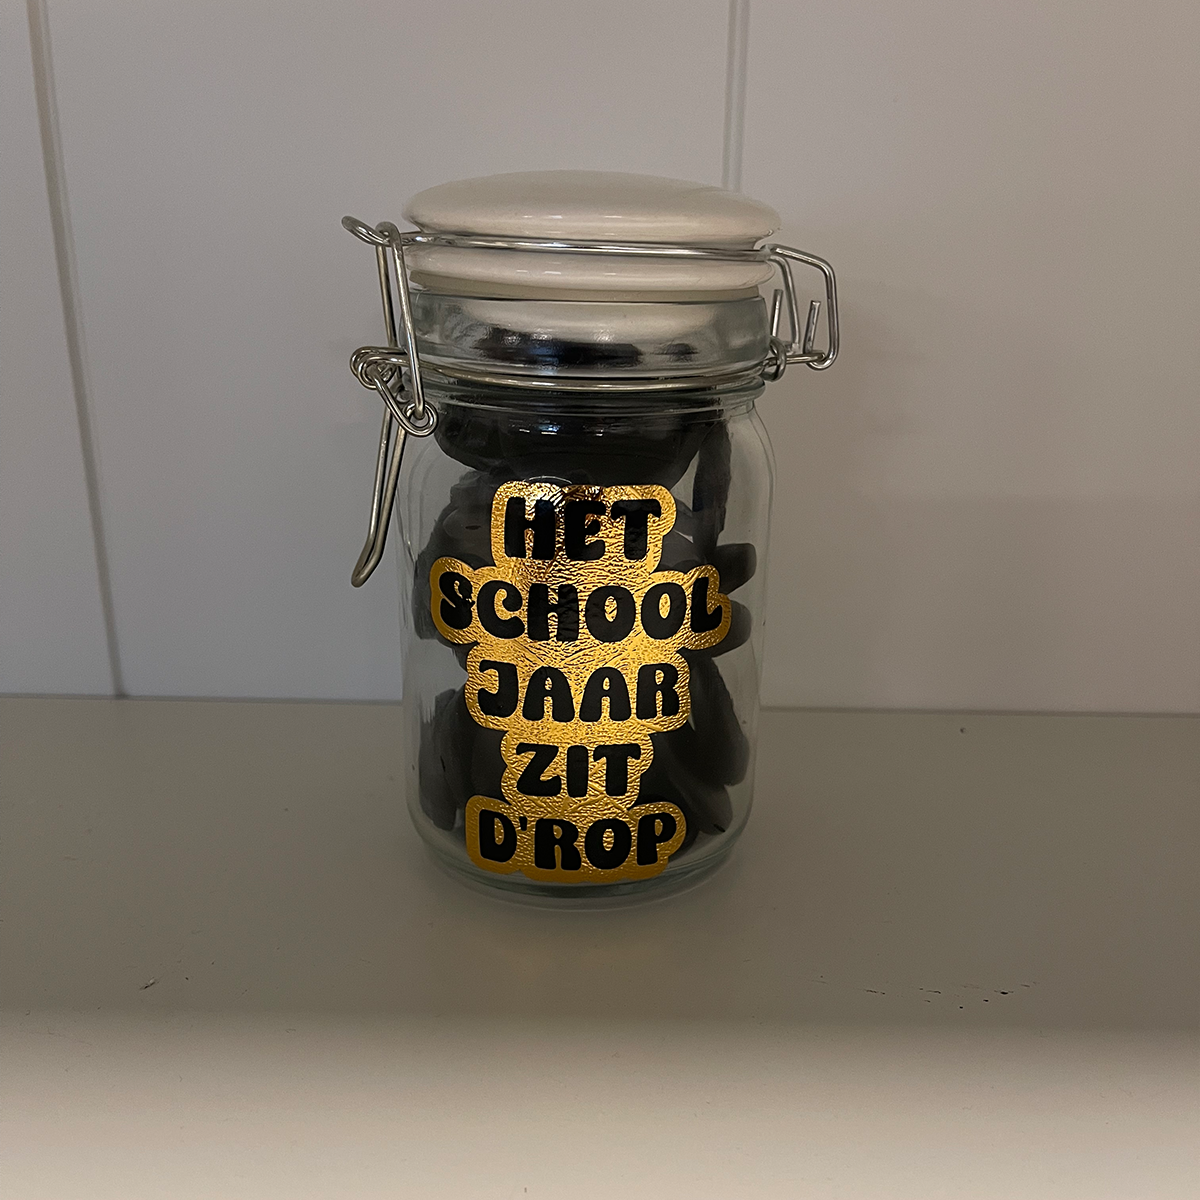 HET
SCHOOL
JAAR
ZIT
D'ROP